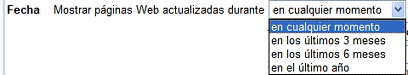 Fecha Mostrar páginas Web actualizadas durante en cualquier momento
en cualquier momento
en los últimos 3 meses
en los últimos 6 meses
en el último año